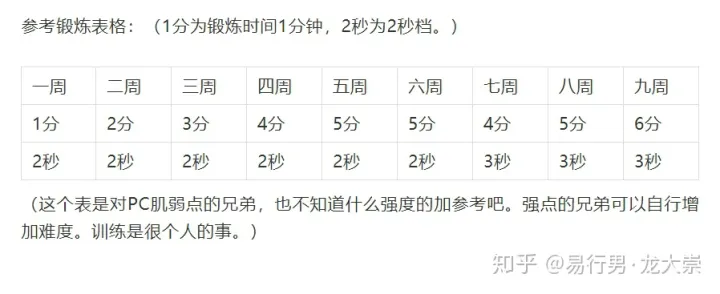 参考锻炼表格：（1分为锻炼时间1分钟，2秒为2秒档。）
一周 二周 三周 四周 五周 六周 七周 八周 九周
1分 2分 3分 4分 5分 5分 4分 5分 6分
2秒 2秒 2秒 2秒 2秒 2秒 3秒 3秒 3秒
（这个表是对PC肌弱点的兄弟，也不知道什么强度的加参考吧。强点的兄弟可以自行增
加难度。训练是很个人的事。）
知乎 @易行男·龙大崇